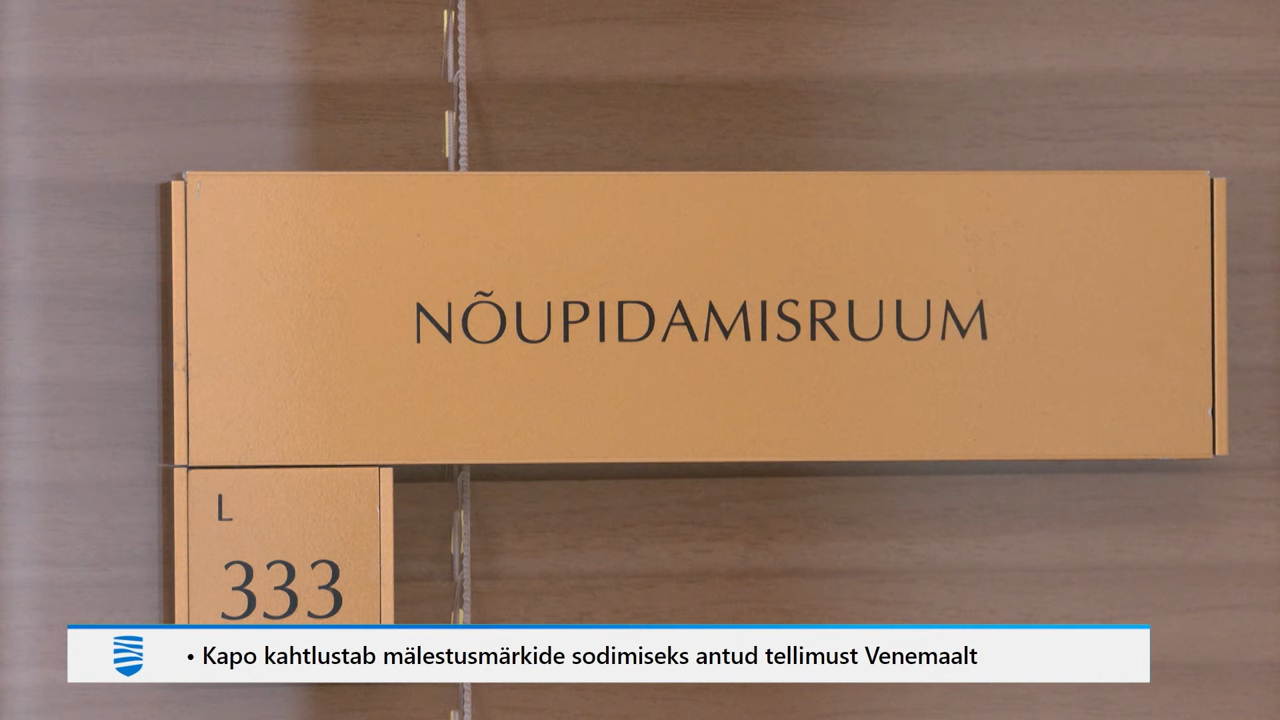 NÕUPIDAMISRUUM
L
333
• Kapo kahtlustab mälestusmärkide sodimiseks antud tellimust Venemaalt